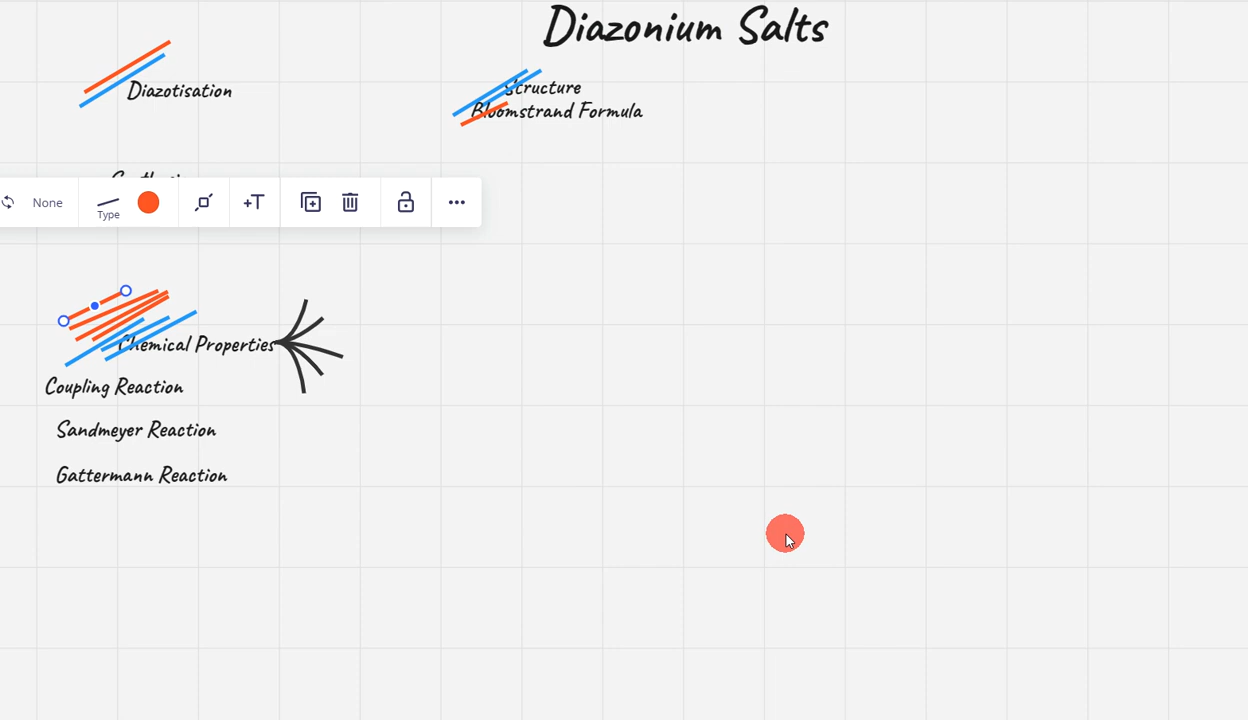 Diazonium Salts
Diazotisation
Structure
Bloomstrand Formula
None
Type
+T
Chemical Properties
Coupling Reaction
Sandmeyer Reaction
Gattermann Reaction